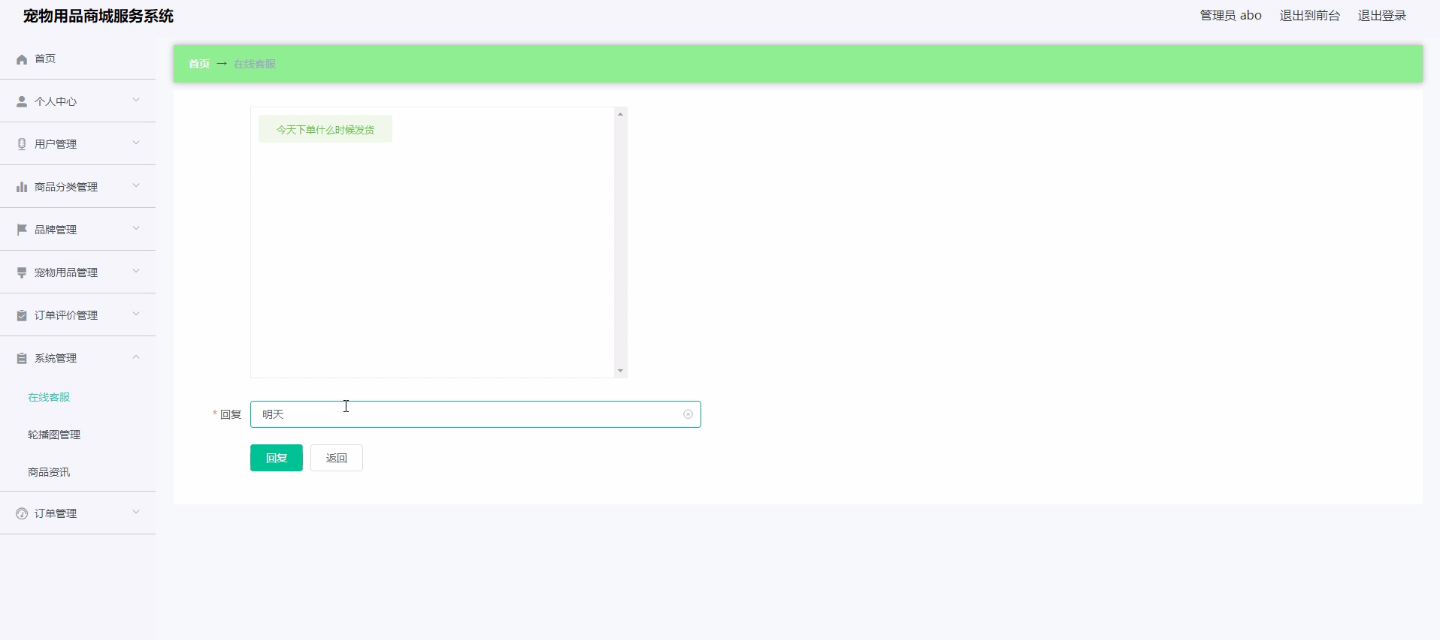 宠物用品商城服务系统
管理员 abo 退出到前台 退出登录
首页
个人中心
用户管理
商品分类管理
品牌管理
宠物用品管理
订单评价管理
系统管理
在线客服
轮播图管理
商品资讯
订单管理
首页 → 在线客服
今天下单什么时候发货
* 回复 明天
回复 返回